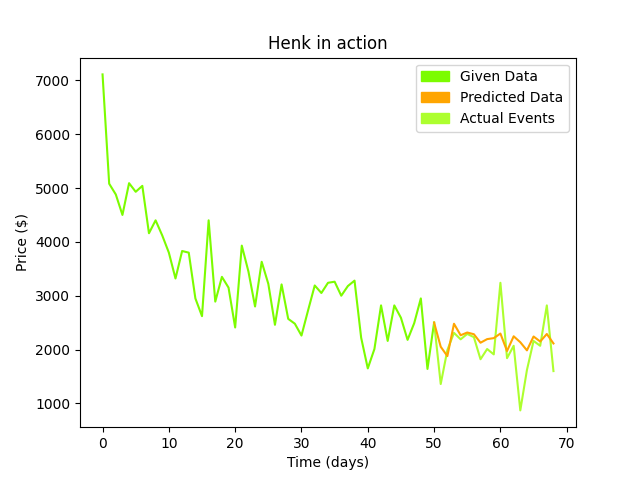 Henk in action
Given Data
Predicted Data
Actual Events
7000
6000
5000
4000
3000
2000
1000
Price ($)
0 10 20 30 40 50 60 70
Time (days)